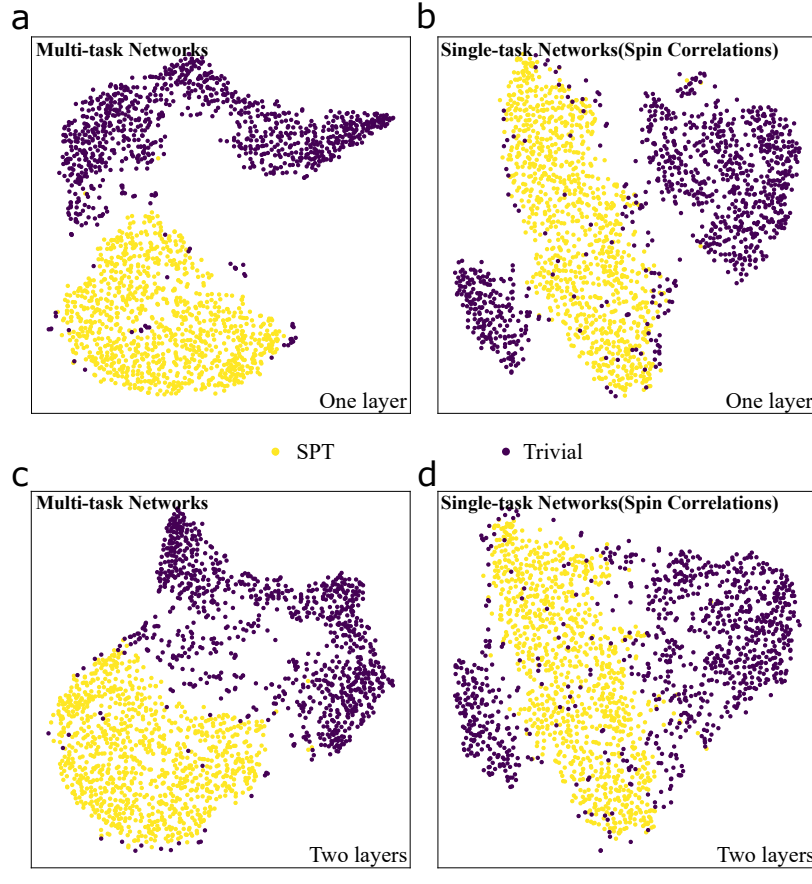 a
b
Multi-task Networks
Single-task Networks(Spin Correlations)
One layer
One layer
SPT
Trivial
c
d
Multi-task Networks
Single-task Networks(Spin Correlations)
Two layers
Two layers